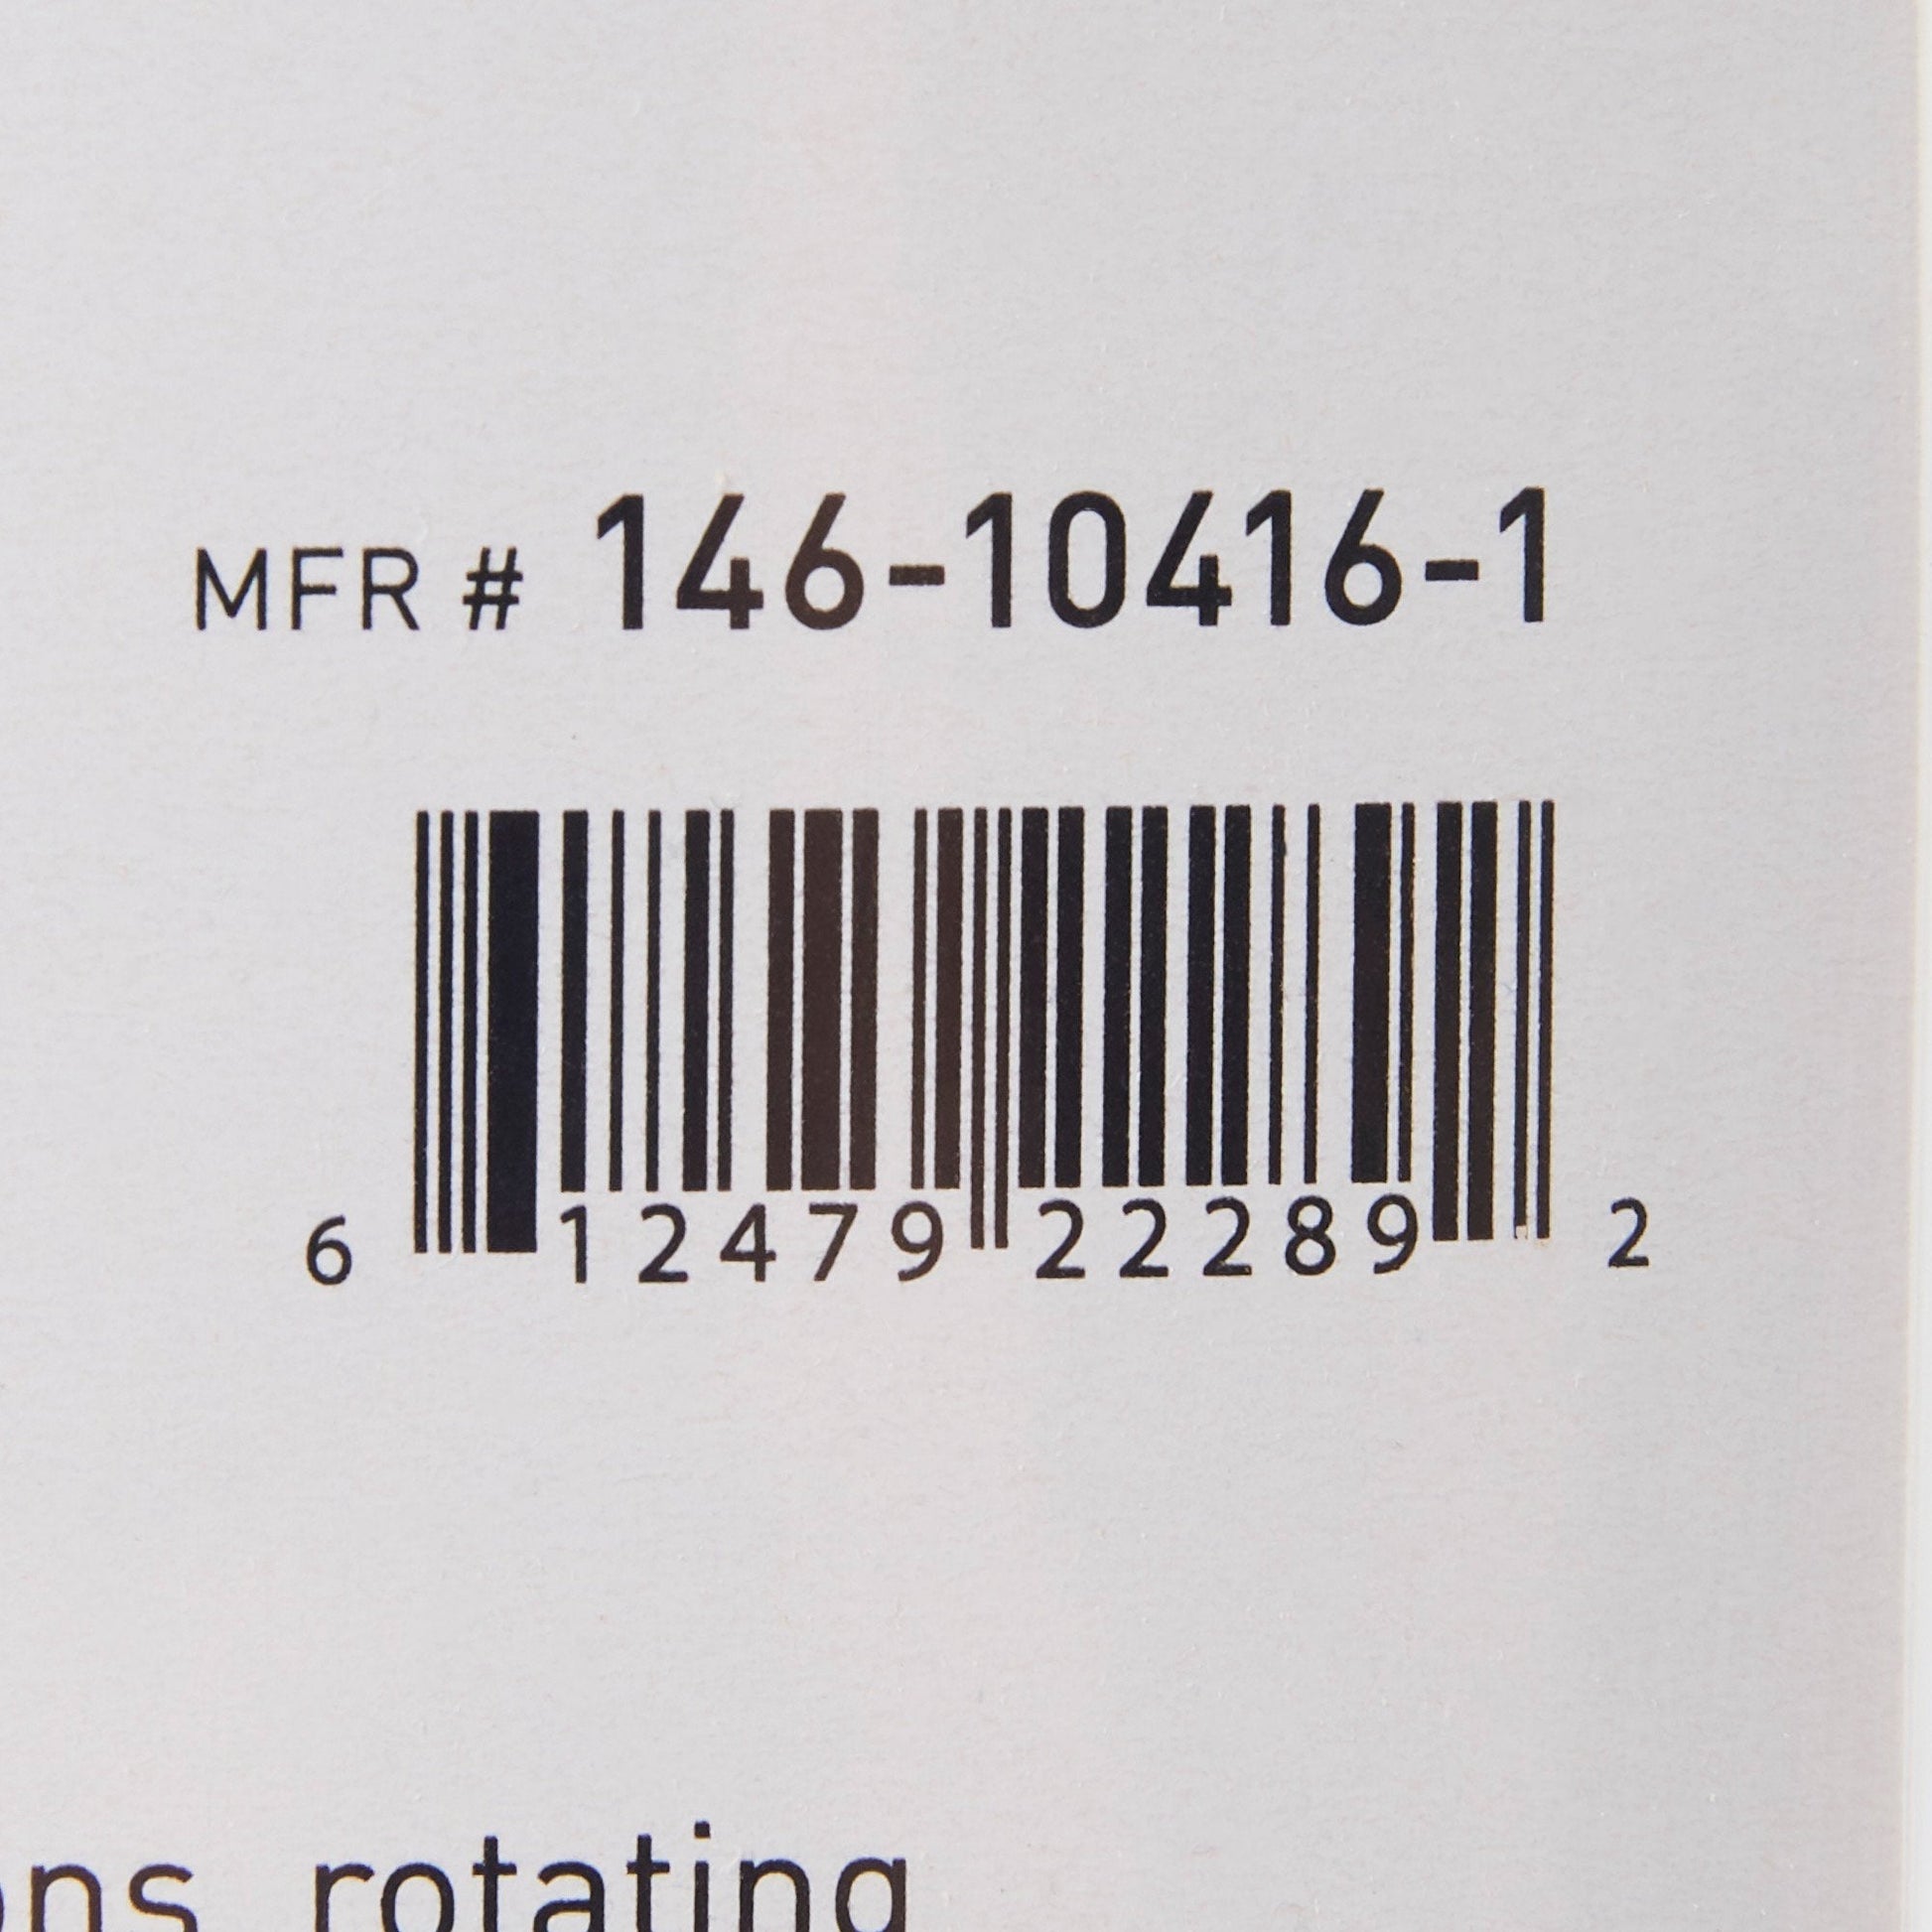 MFR # 146-10416-1
6 12479 22289 2
ons rotating